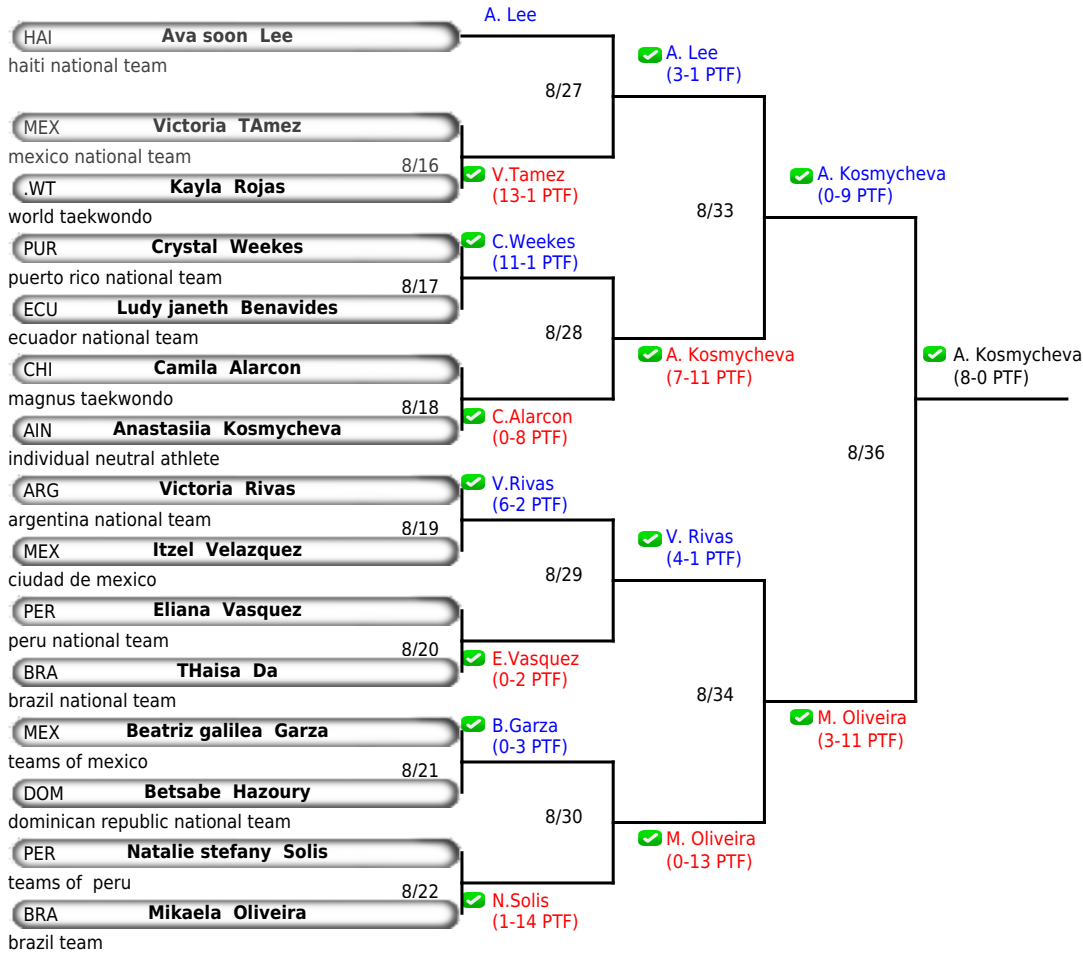 A. Lee
HAI Ava soon Lee
haiti national team
A. Lee
(3-1 PTF)
8/27
MEX Victoria TAmez
mexico national team
8/16
V.Tamez
(13-1 PTF)
.WT Kayla Rojas
world taekwondo
A. Kosmycheva
(0-9 PTF)
8/33
PUR Crystal Weekes
puerto rico national team
C.Weekes
(11-1 PTF)
8/17
ECU Ludy janeth Benavides
ecuador national team
8/28
A. Kosmycheva
(7-11 PTF)
CHI Camila Alarcon
magnus taekwondo
8/18
C.Alarcon
(0-8 PTF)
AIN Anastasiia Kosmycheva
individual neutral athlete
A. Kosmycheva
(8-0 PTF)
8/36
ARG Victoria Rivas
argentina national team
V.Rivas
(6-2 PTF)
8/19
MEX Itzel Velazquez
ciudad de mexico
V. Rivas
(4-1 PTF)
8/29
PER Eliana Vasquez
peru national team
8/20
E.Vasquez
(0-2 PTF)
BRA THaisa Da
brazil national team
8/34
M. Oliveira
(3-11 PTF)
MEX Beatriz galilea Garza
teams of mexico
B.Garza
(0-3 PTF)
8/21
DOM Betsabe Hazoury
dominican republic national team
8/30
M. Oliveira
(0-13 PTF)
PER Natalie stefany Solis
teams of peru
8/22
N.Solis
(1-14 PTF)
BRA Mikaela Oliveira
brazil team